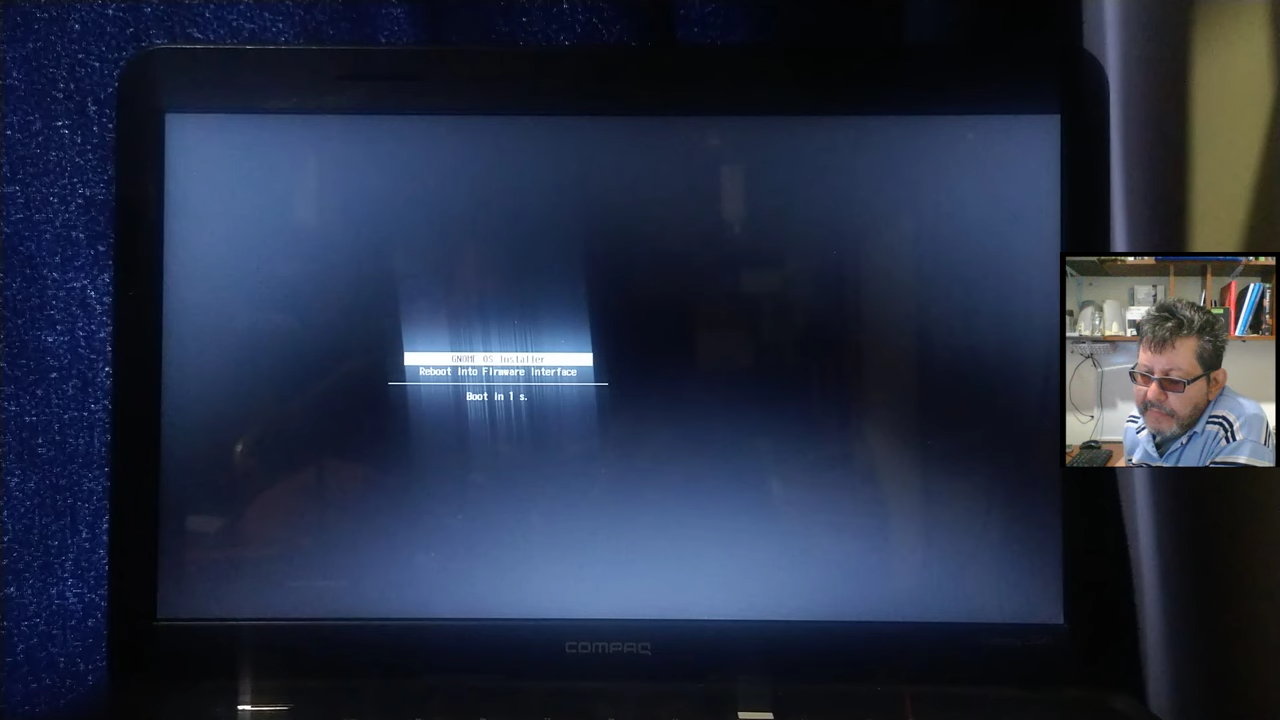 GNOME OS Installer
Reboot Into Firmware Interface
Boot in 1 s.
COMPAQ